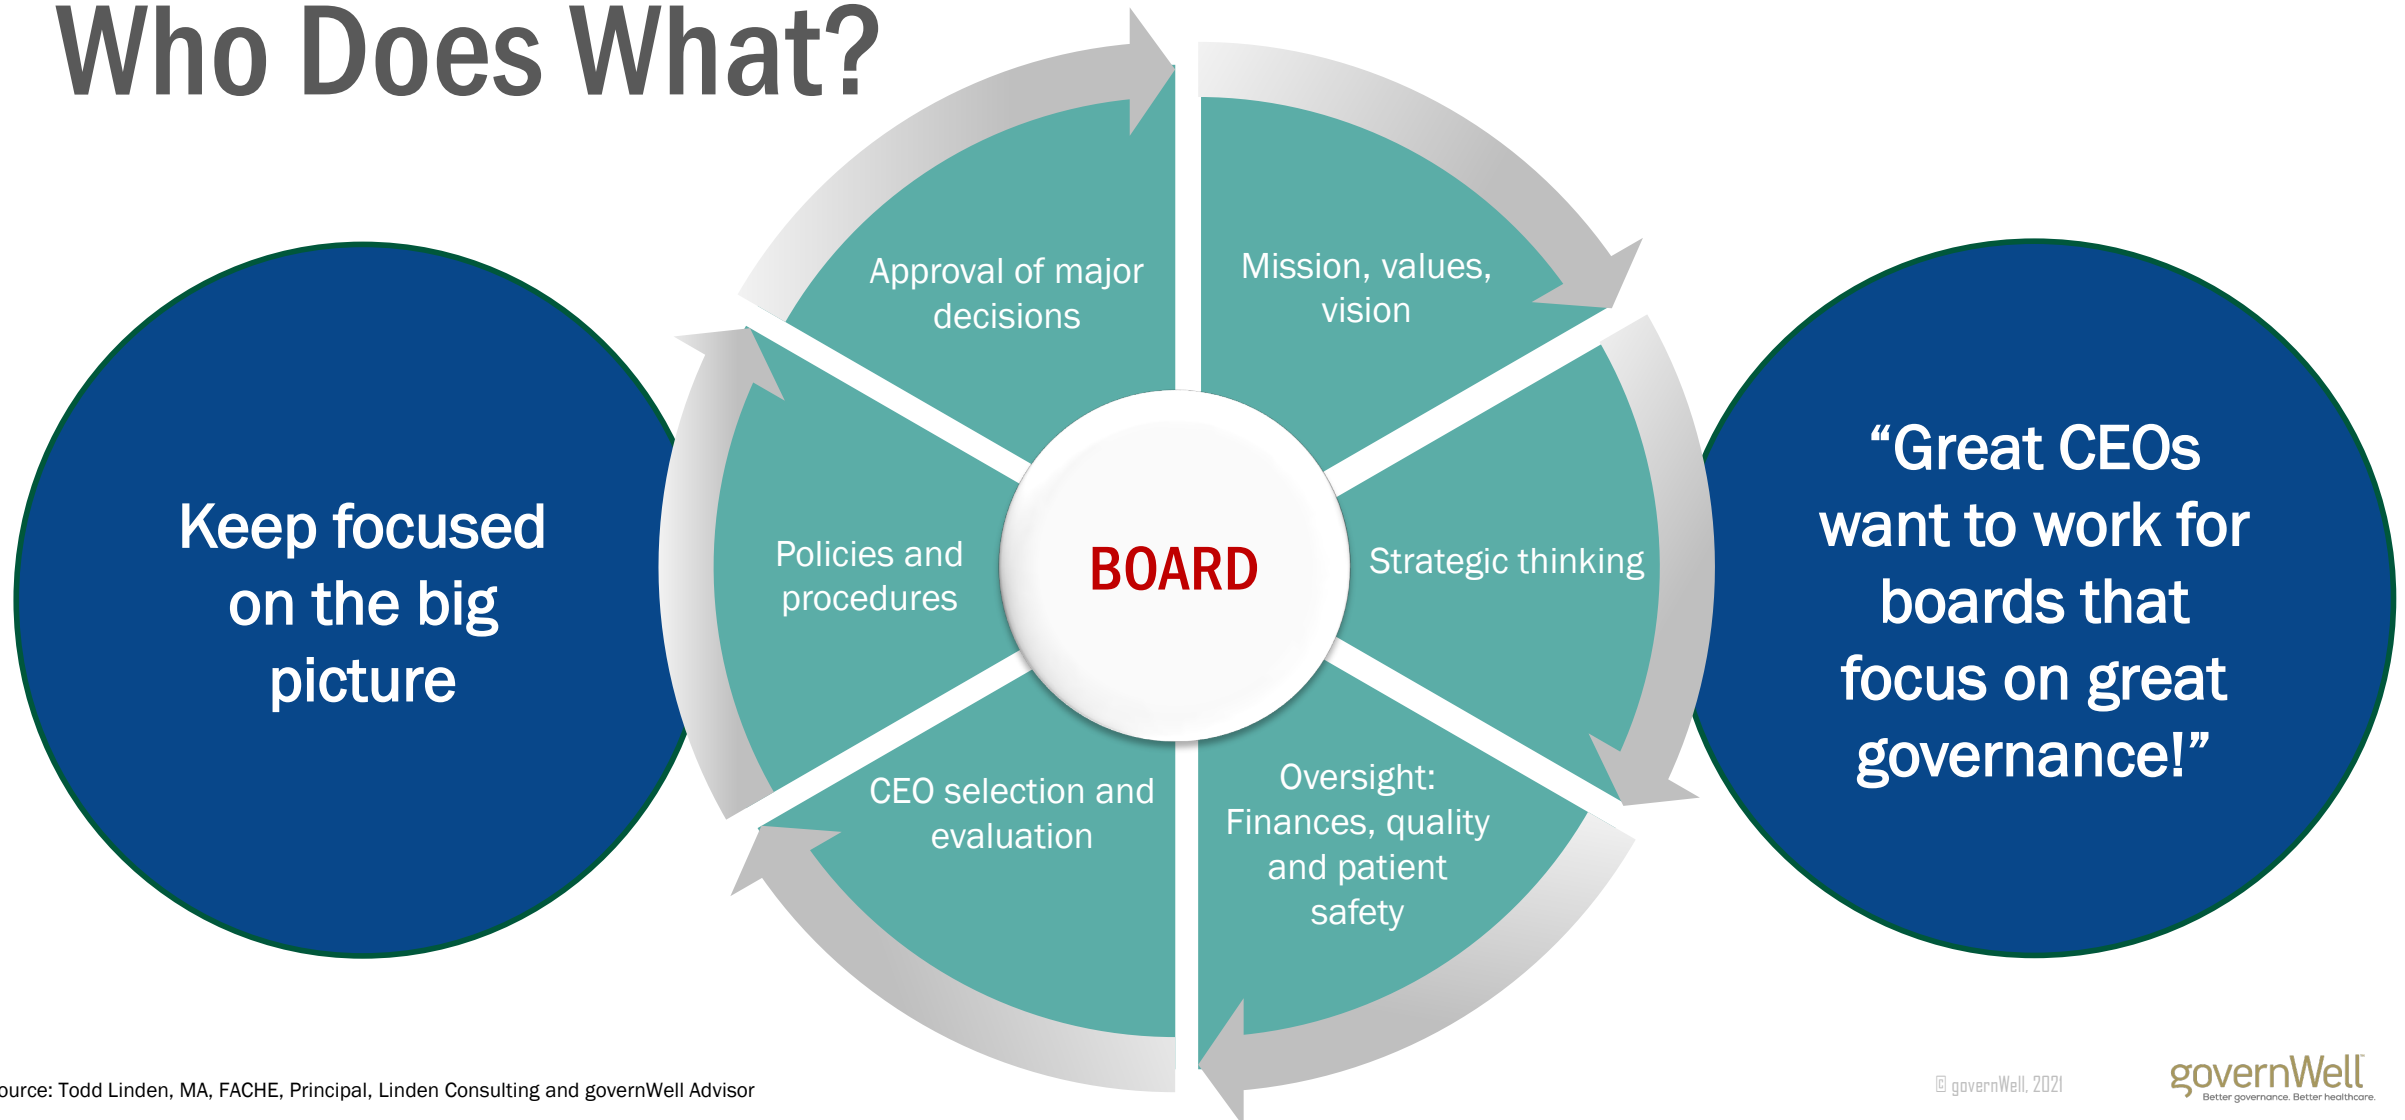 Who Does What?
Approval of major
decisions
Mission, values,
vision
Strategic thinking
Oversight:
Finances, quality
and patient
safety
CEO selection and
evaluation
Policies and
procedures
BOARD
Keep focused
on the big
picture
“Great CEOs
want to work for
boards that
focus on great
governance!”
ource: Todd Linden, MA, FACHE, Principal, Linden Consulting and governWell Advisor
© governWell, 2021
governWell™
Better governance. Better healthcare.